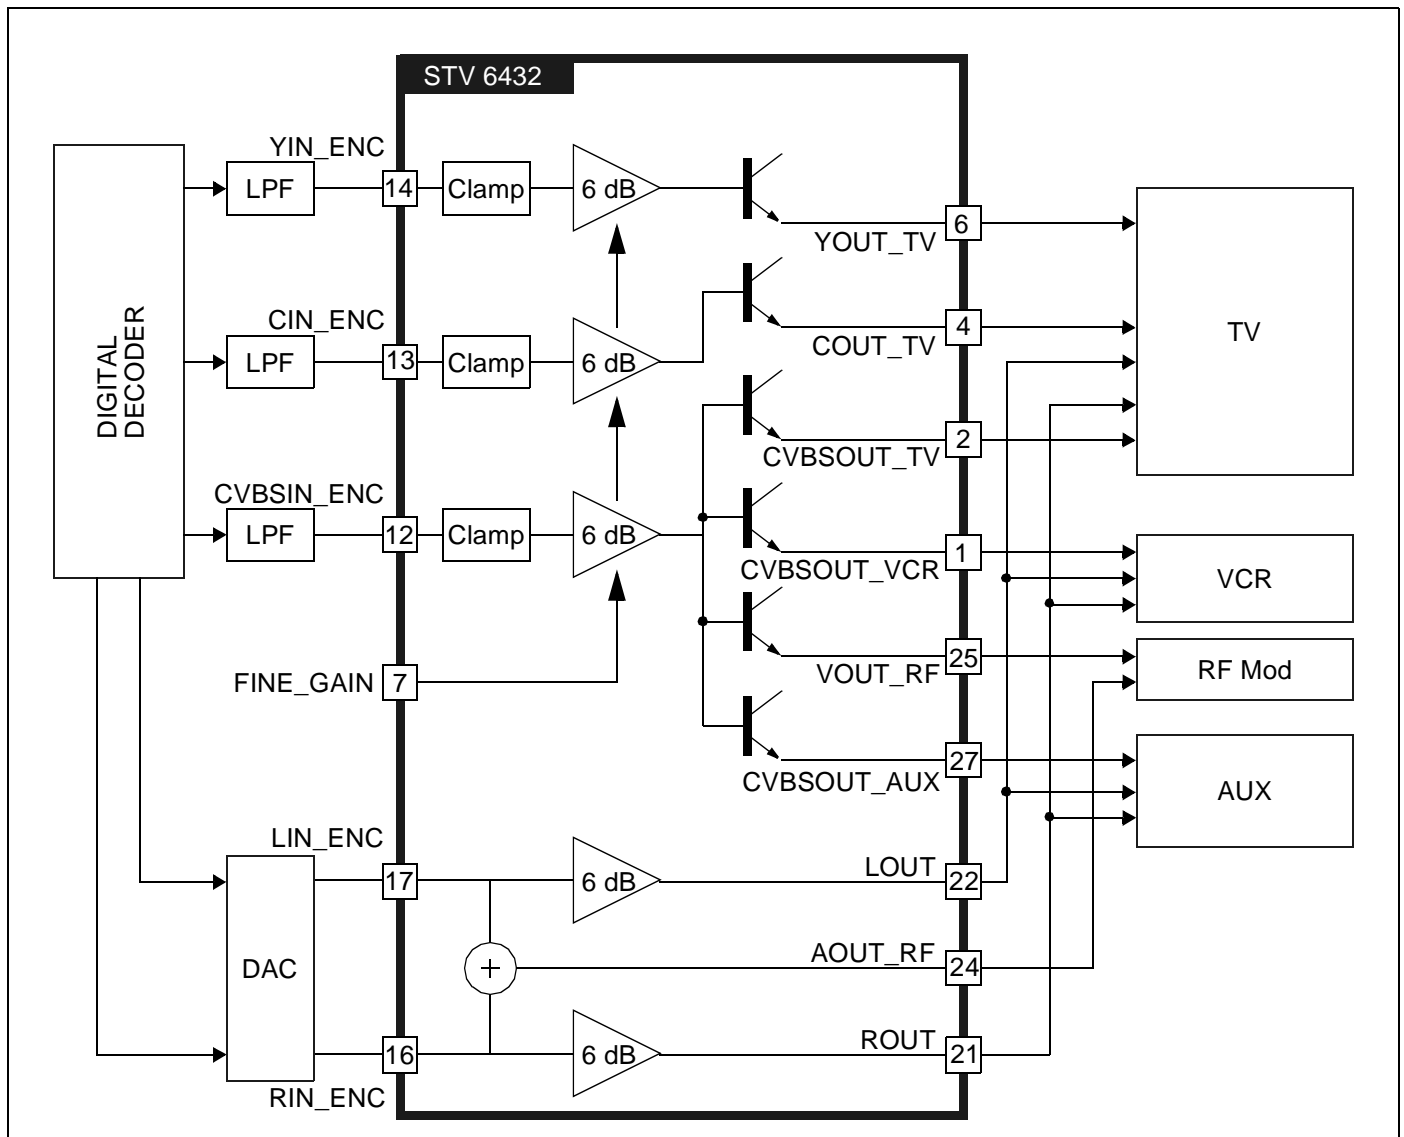 STV 6432
YIN_ENC
LPF
14
Clamp
6 dB
6
YOUT_TV
CIN_ENC
LPF
13
Clamp
6 dB
4
COUT_TV
TV
DIGITAL
DECODER
2
CVBSOUT_TV
CVBSIN_ENC
LPF
12
Clamp
6 dB
1
CVBSOUT_VCR
VCR
FINE_GAIN
7
25
VOUT_RF
RF Mod
27
CVBSOUT_AUX
AUX
LIN_ENC
17
6 dB
LOUT
22
DAC
+
AOUT_RF
24
16
6 dB
ROUT
21
RIN_ENC